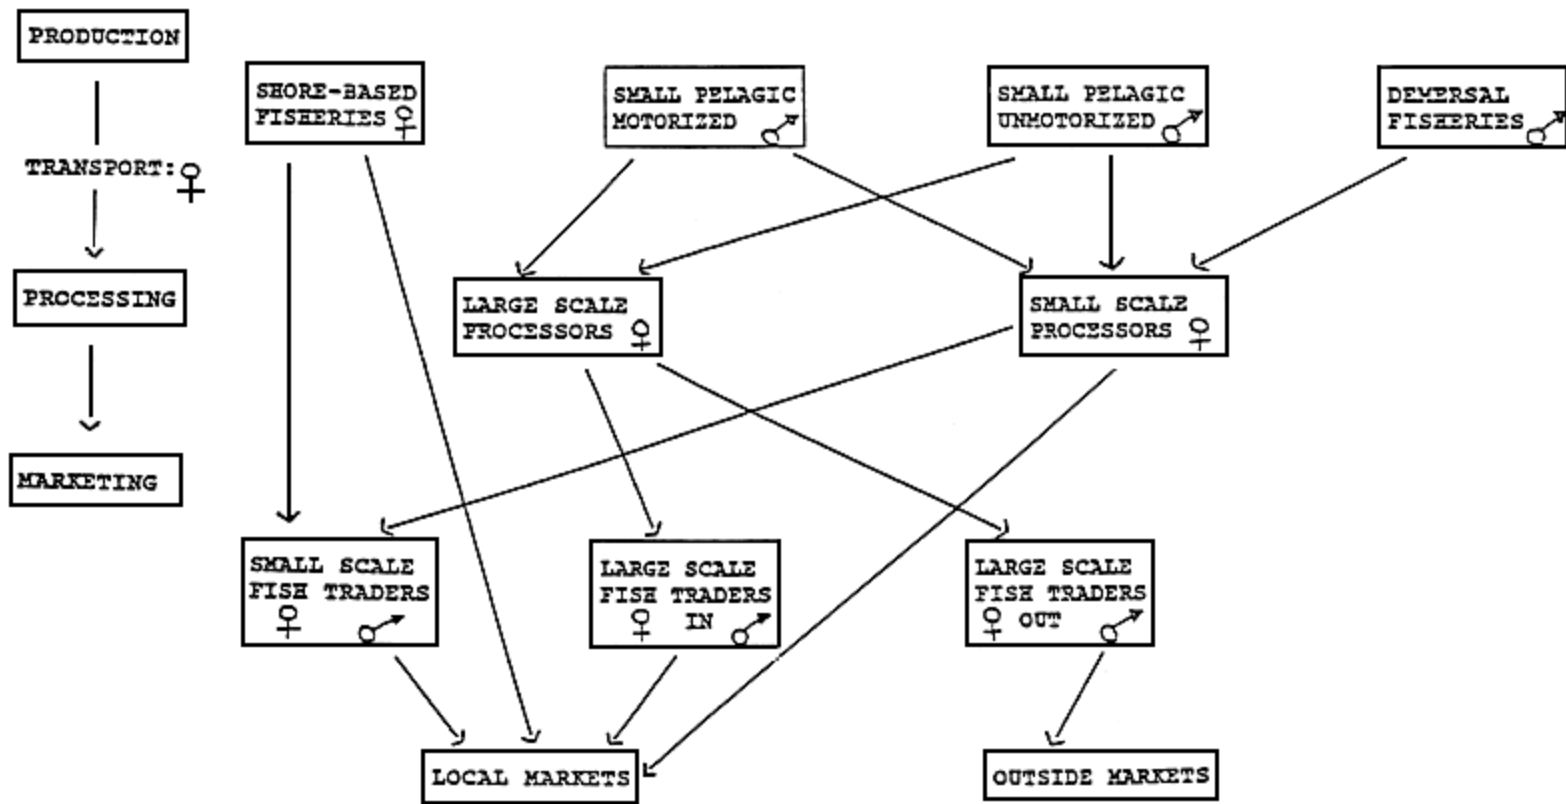 PRODUCTION
TRANSPORT:♀
PROCESSING
MARKETING
SHORE-BASED
FISHERIES ♀
SMALL PELAGIC
MOTORIZED ♂
SMALL PELAGIC
UNMOTORIZED ♂
DEMERSAL
FISHERIES ♂
LARGE SCALE
PROCESSORS ♀
SMALL SCALE
PROCESSORS ♀
SMALL SCALE
FISH TRADERS
♀ ♂
LARGE SCALE
FISH TRADERS
♀ IN ♂
LARGE SCALE
FISH TRADERS
♀ OUT ♂
LOCAL MARKETS
OUTSIDE MARKETS